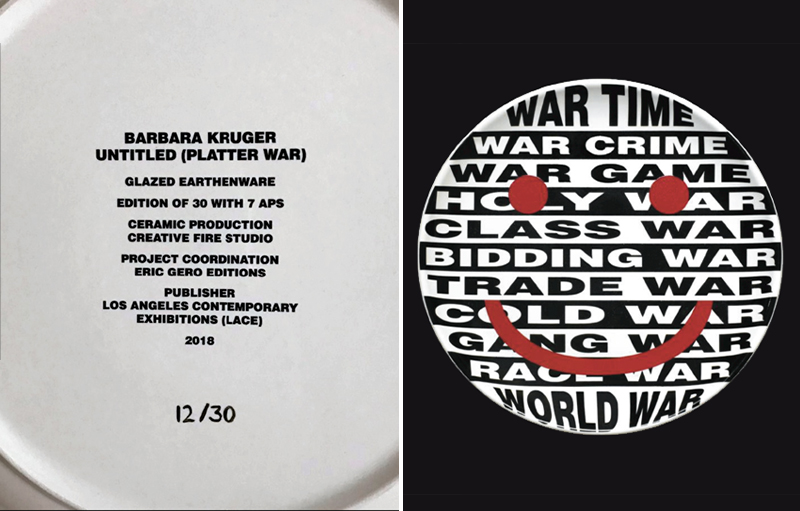 BARBARA KRUGER
UNTITLED (PLATTER WAR)
GLAZED EARTHENWARE
EDITION OF 30 WITH 7 APS
CERAMIC PRODUCTION
CREATIVE FIRE STUDIO
PROJECT COORDINATION
ERIC GERO EDITIONS
PUBLISHER
LOS ANGELES CONTEMPORARY
EXHIBITIONS (LACE)
2018
12/30
WAR TIME
WAR CRIME
WAR GAME
HOLY WAR
CLASS WAR
BIDDING WAR
TRADE WAR
COLD WAR
GANG WAR
RACE WAR
WORLD WAR